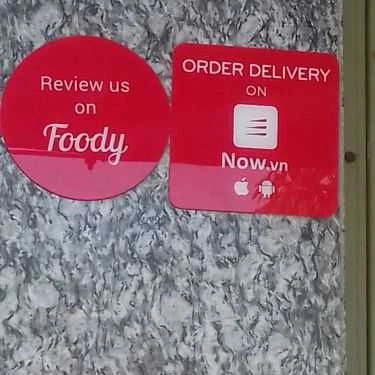 Review us
on
Foody
ORDER DELIVERY
ON
Now.vn